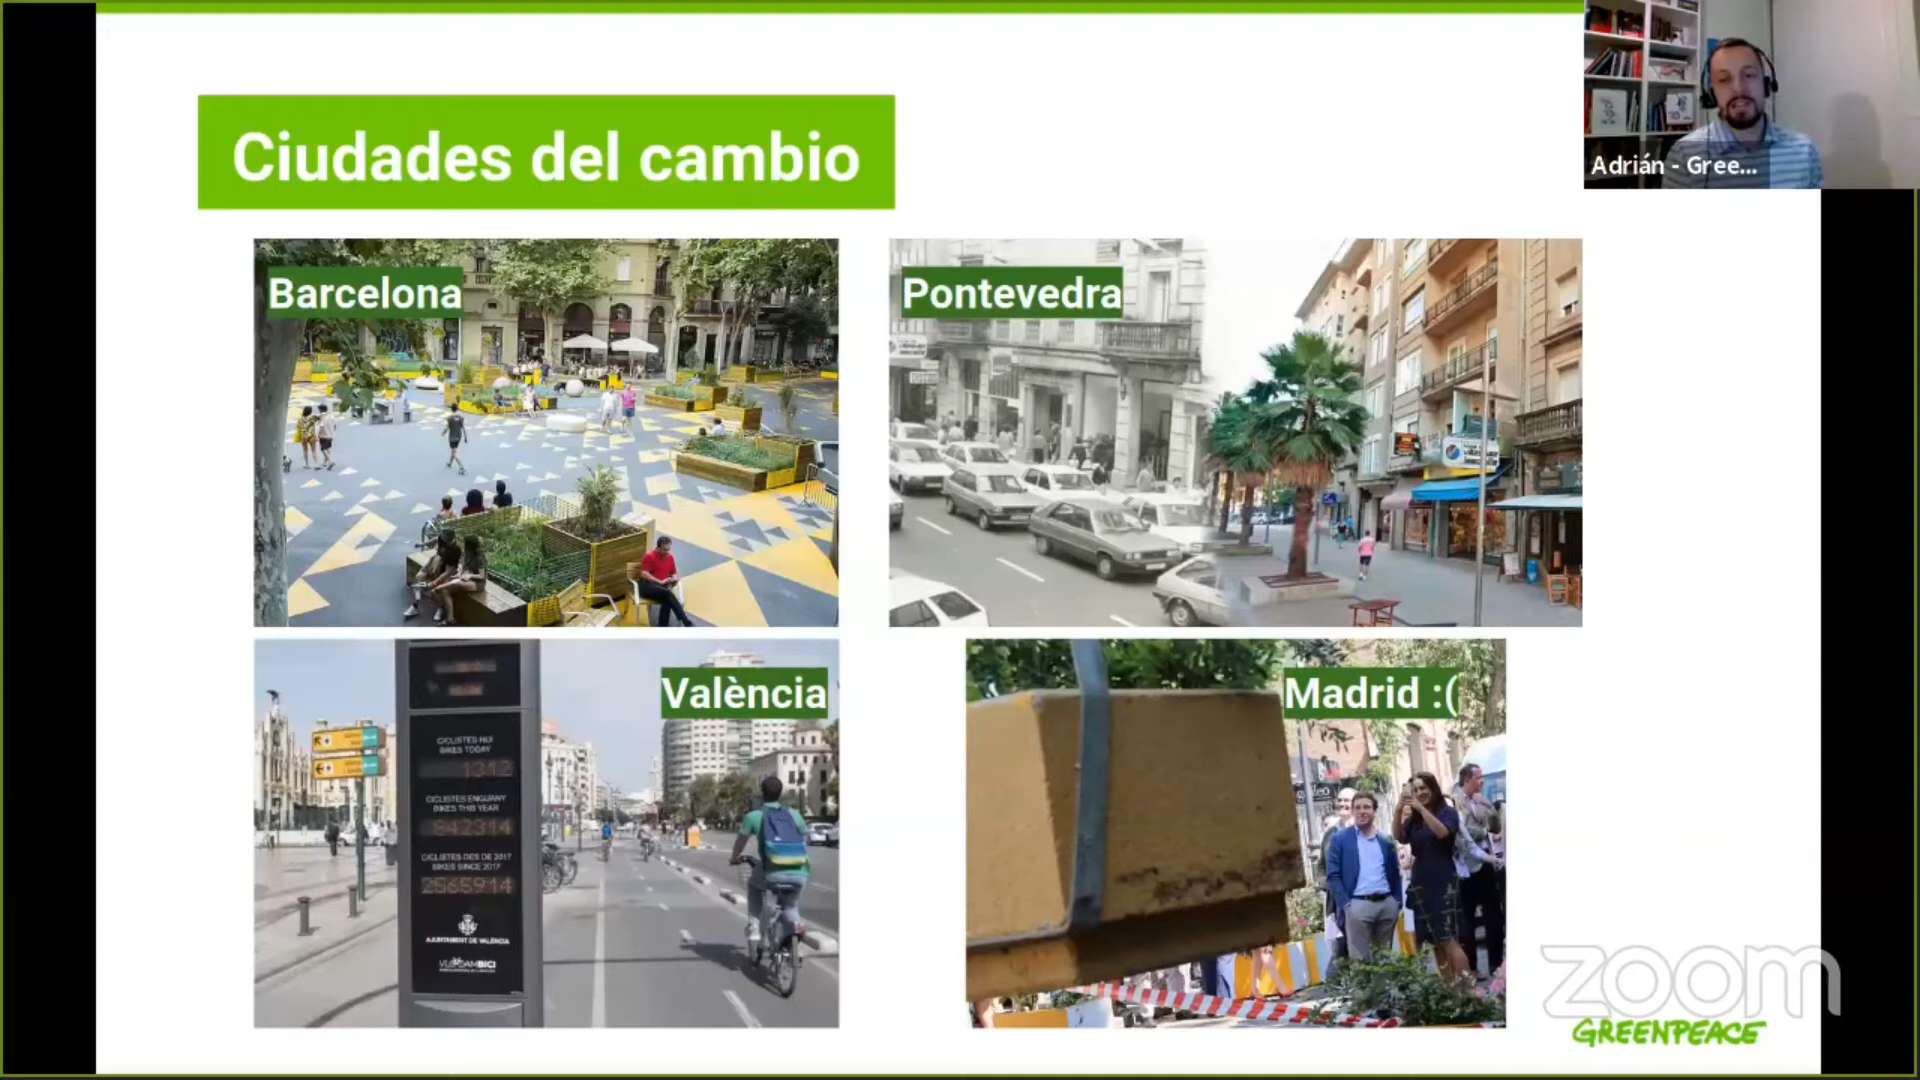 Ciudades del cambio
Adrián - Gree...
Barcelona
Pontevedra
València
CICLISTES HUI
BIKES TODAY
1312
CICLISTES ENGUANY
BIKES THIS YEAR
842314
CICLISTES DES DE 2017
BIKES SINCE 2017
2565914
AJUNTAMENT DE VALÈNCIA
Madrid :(
zoom
GREENPEACE